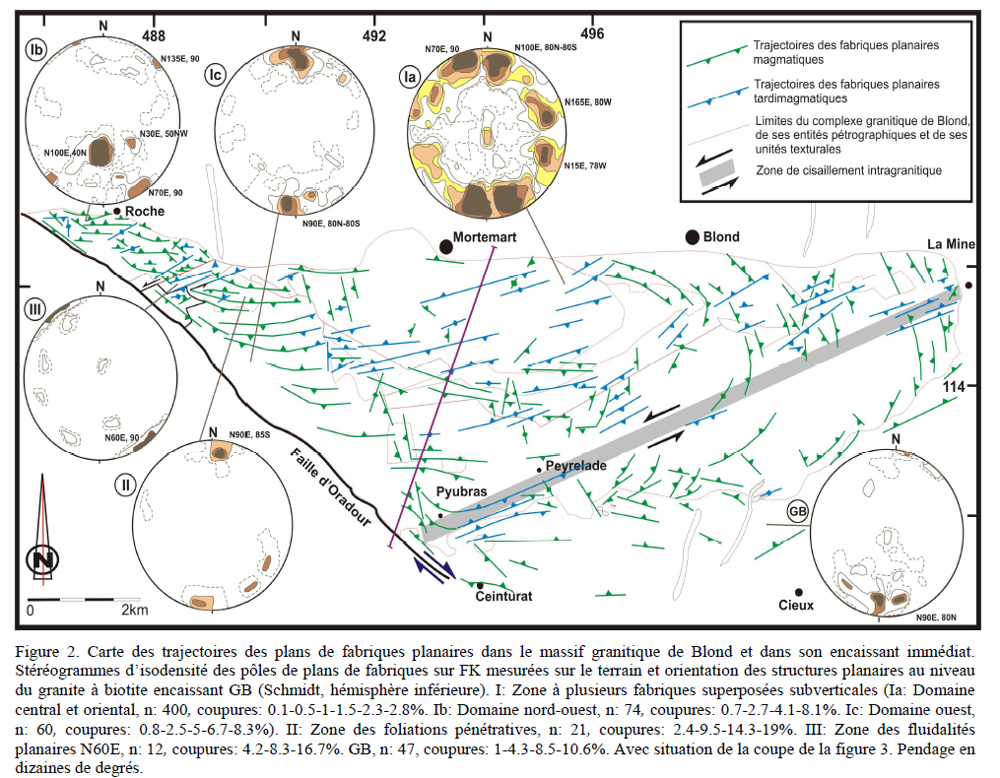 488
492
496
N
Ib
N135E, 90
N30E, 50NW
N100E,40N
N70E, 90
N
Ic
N90E, 80N-80S
N
N70E, 90
N100E, 80N-80S
Ia
N165E, 80W
N15E, 78W
Trajectoires des fabriques planaires
magmatiques
Trajectoires des fabriques planaires
tardimagmatiques
Limites du complexe granitique de Blond,
de ses entités pétrographiques et de ses
unités texturales
Zone de cisaillement intragranitique
Roche
Mortemart
Blond
La Mine
III
N
N60E, 90
114
N
N90E, 85S
II
Faille d'Oradour
Peyrelade
Pyubras
N
GB
N90E, 80N
N
0
2km
Ceinturat
Cieux
Figure 2. Carte des trajectoires des plans de fabriques planaires dans le massif granitique de Blond et dans son encaissant immédiat.
Stéréogrammes d'isodensité des pôles de plans de fabriques sur FK mesurées sur le terrain et orientation des structures planaires au niveau
du granite à biotite encaissant GB (Schmidt, hémisphère inférieure). I: Zone à plusieurs fabriques superposées subverticales (Ia: Domaine
central et oriental, n: 400, coupures: 0.1-0.5-1-1.5-2.3-2.8%. Ib: Domaine nord-ouest, n: 74, coupures: 0.7-2.7-4.1-8.1%. Ic: Domaine ouest,
n: 60, coupures: 0.8-2.5-5-6.7-8.3%). II: Zone des foliations pénétratives, n: 21, coupures: 2.4-9.5-14.3-19%. III: Zone des fluidalités
planaires N60E, n: 12, coupures: 4.2-8.3-16.7%. GB, n: 47, coupures: 1-4.3-8.5-10.6%. Avec situation de la coupe de la figure 3. Pendage en
dizaines de degrés.